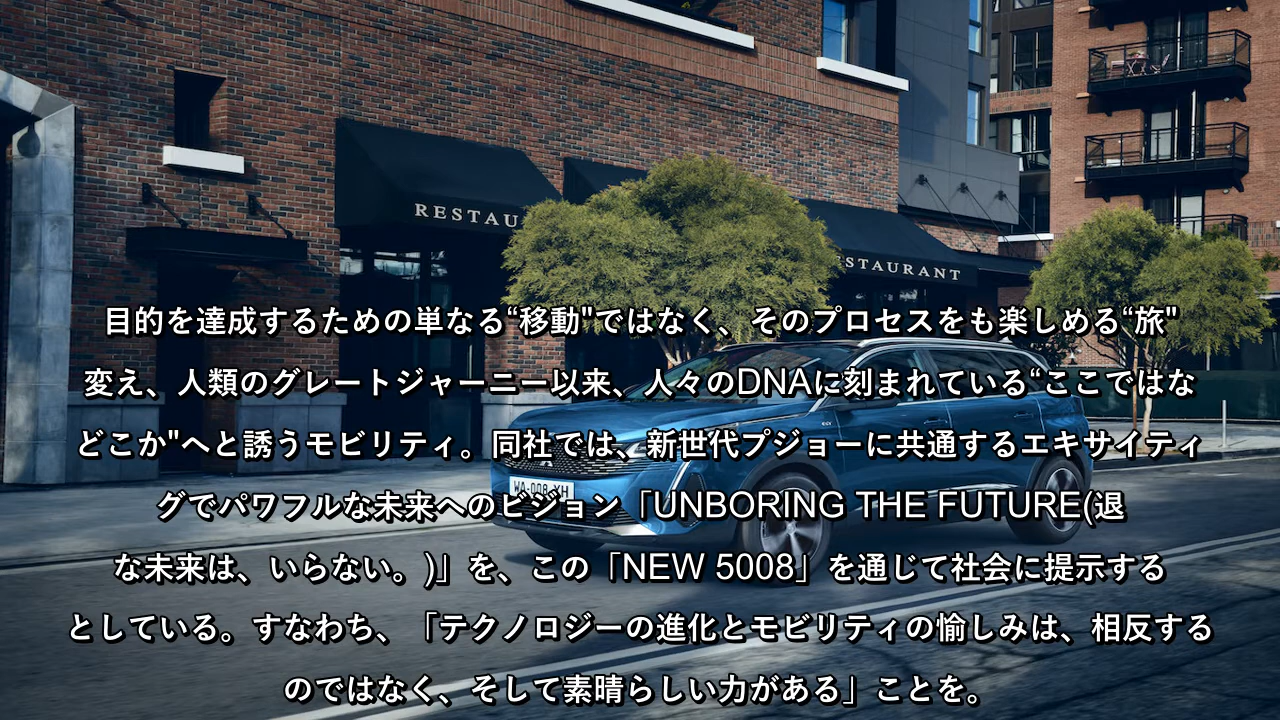 RESTAU
STAURANT
目的を達成するための単なる“移動"ではなく、そのプロセスをも楽しめる“旅"
変え、人類のグレートジャーニー以来、人々のDNAに刻まれている“ここではな
どこか"へと誘うモビリティ。同社では、新世代プジョーに共通するエキサイティ
WA-008-XH
グでパワフルな未来へのビジョン「UNBORING THE FUTURE(退
な未来は、いらない。)」を、この「NEW 5008」を通じて社会に提示する
としている。すなわち、「テクノロジーの進化とモビリティの愉しみは、相反する
のではなく、そして素晴らしい力がある」ことを。